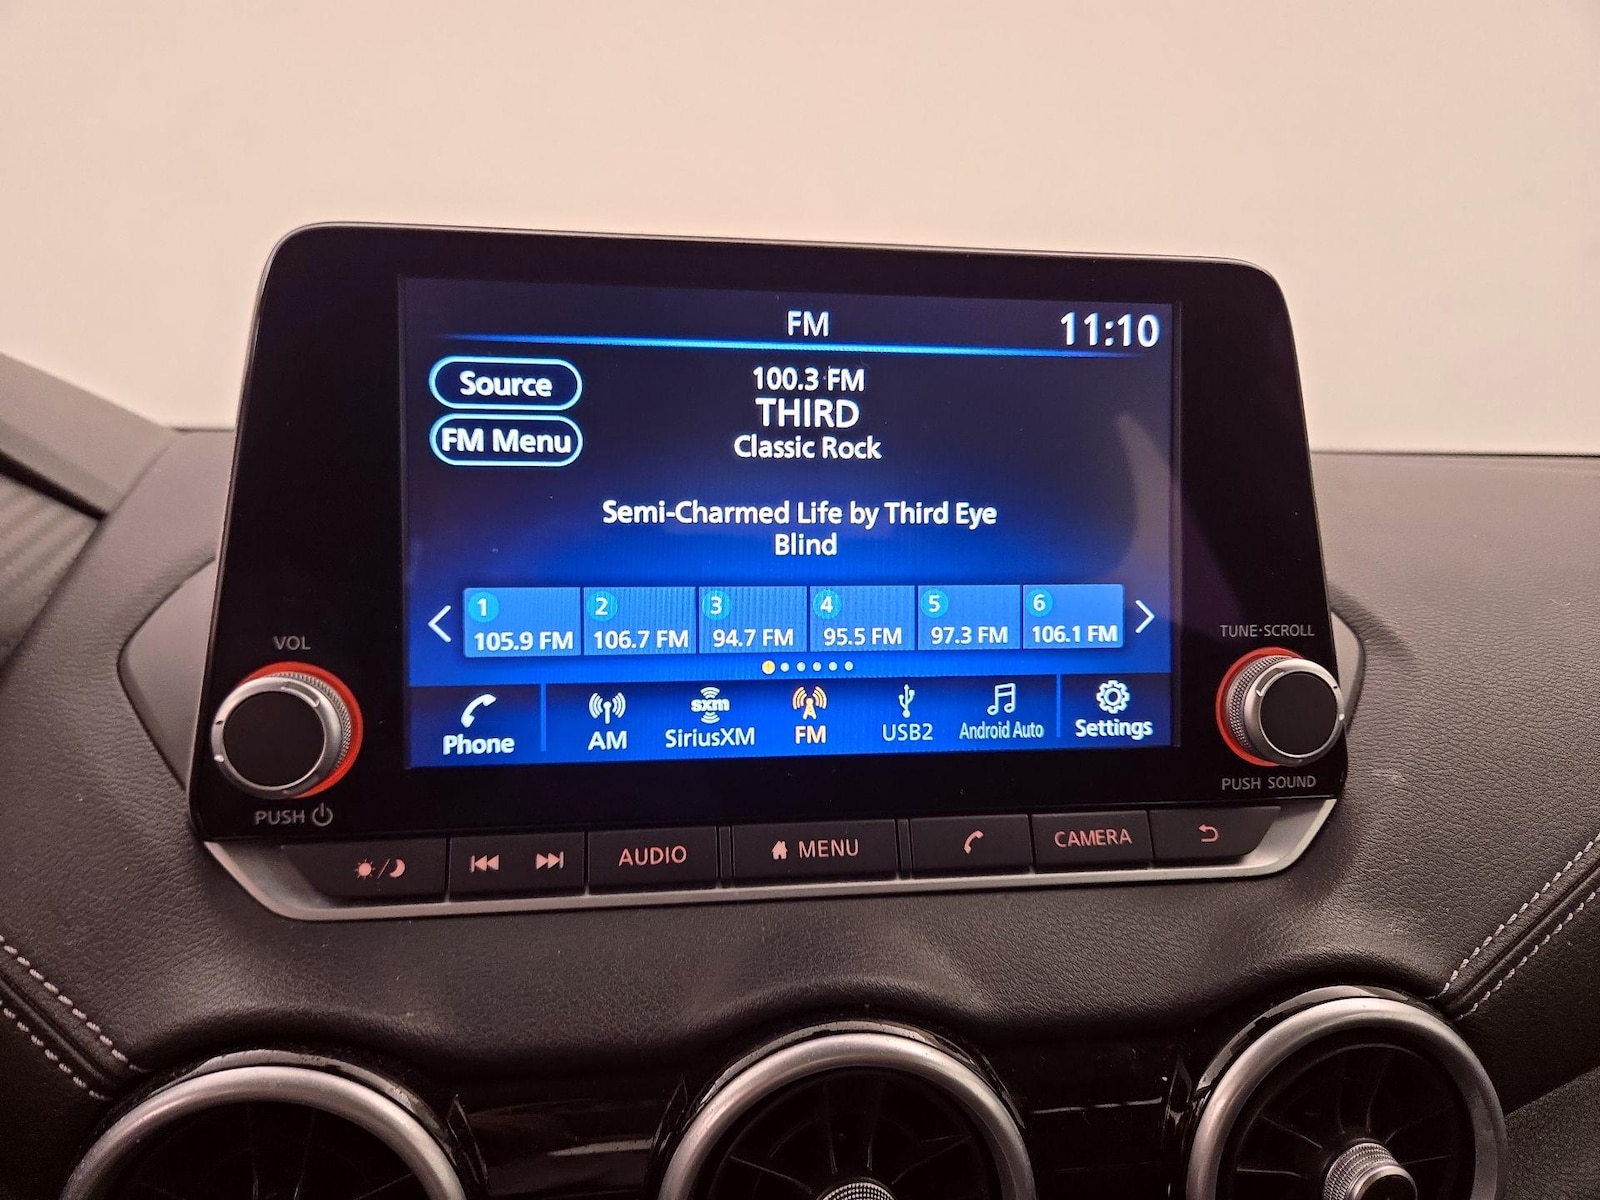 FM
11:10
Source
100.3 FM
THIRD
FM Menu
Classic Rock
Semi-Charmed Life by Third Eye
Blind
1
2
3
4
5
6
105.9 FM
106.7 FM
94.7 FM
95.5 FM
97.3 FM
106.1 FM
VOL
TUNE·SCROLL
Phone
AM
sxm
SiriusXM
FM
USB2
Android Auto
Settings
PUSH
PUSH SOUND
AUDIO
MENU
CAMERA